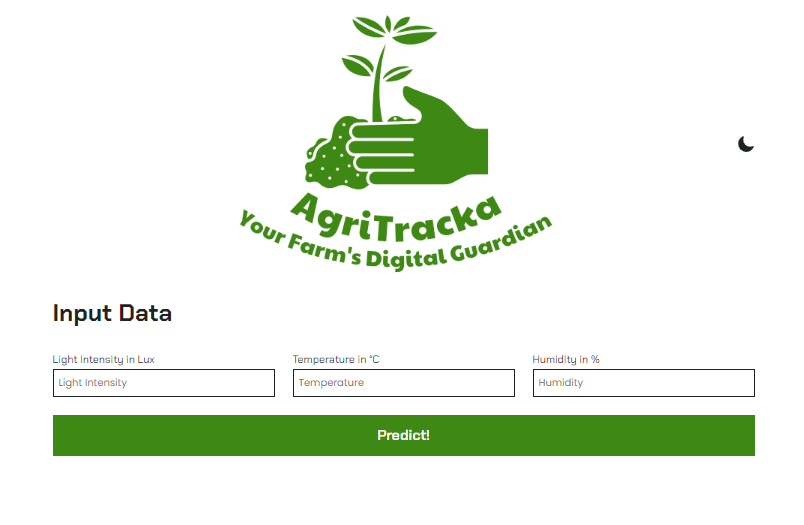 AgriTracka
Your Farm's Digital Guardian
Input Data
Light Intensity in Lux
Temperature in °C
Humidity in %
Light Intensity
Temperature
Humidity
Predict!